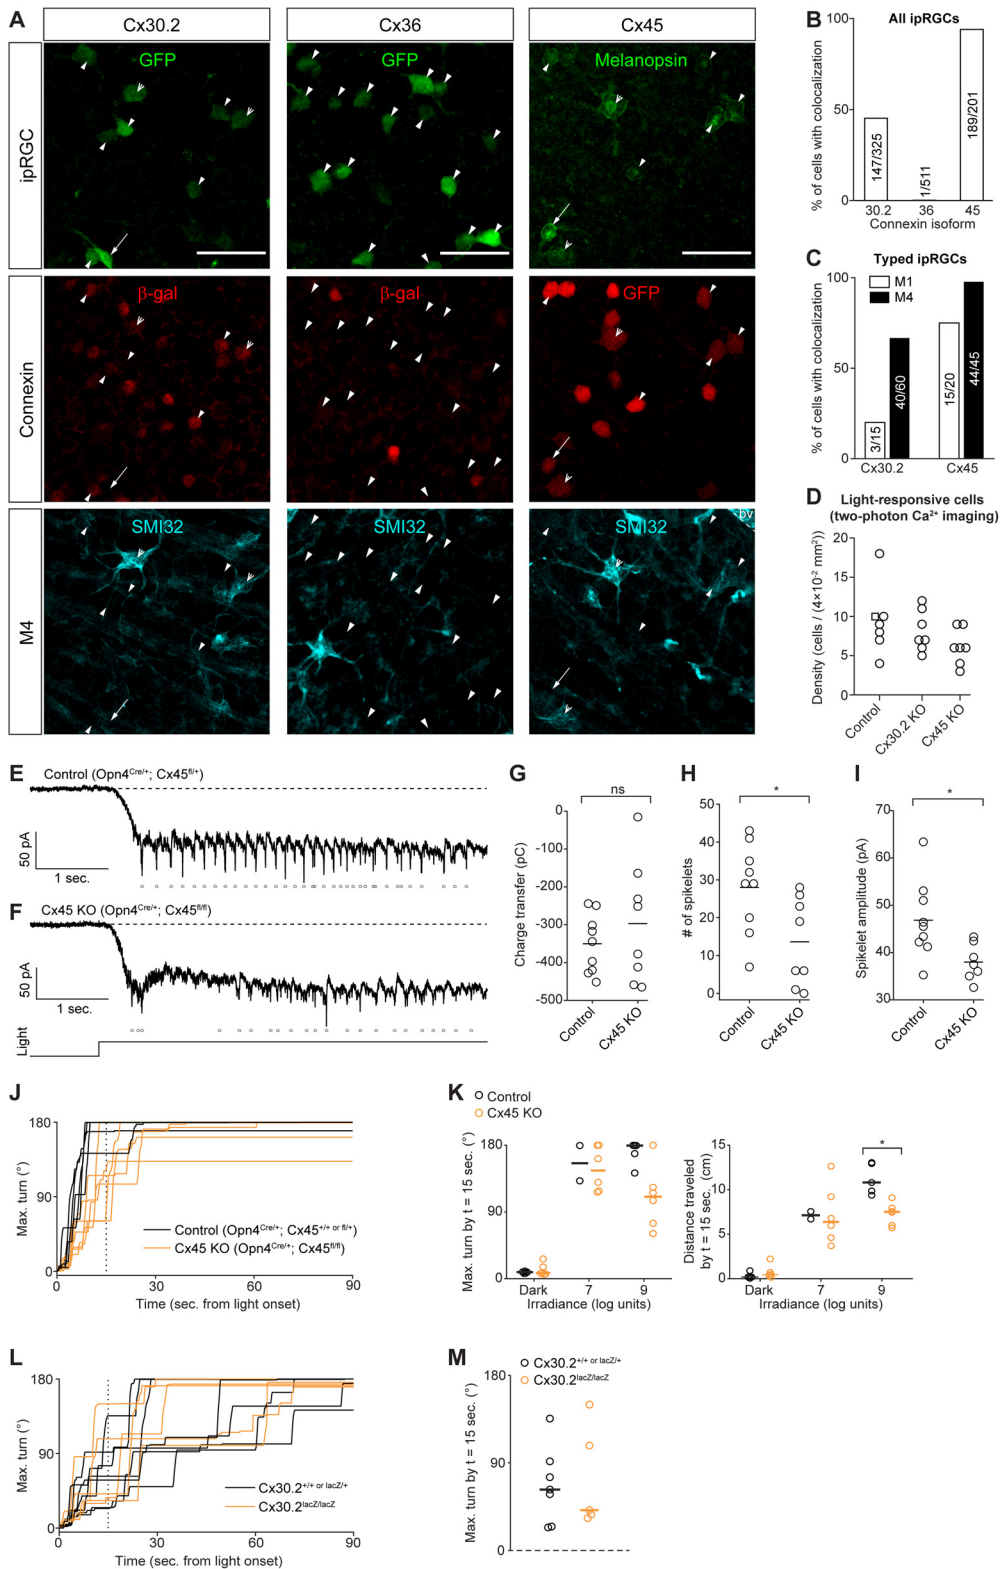 A
Cx30.2
Cx36
Cx45
ipRGC
GFP
GFP
Melanopsin
Connexin
β-gal
β-gal
GFP
M4
SMI32
SMI32
SMI32
bv
B
All ipRGCs
% of cells with colocalization
100
50
0
147/325
1/511
189/201
30.2
36
45
Connexin isoform
C
Typed ipRGCs
M1
M4
% of cells with colocalization
100
50
0
3/15
40/60
15/20
44/45
Cx30.2
Cx45
D
Light-responsive cells
(two-photon Ca²⁺ imaging)
Density (cells / (4×10⁻² mm²))
20
15
10
5
0
Control
Cx30.2 KO
Cx45 KO
E
Control (Opn4Cre/+; Cx45fl/+)
50 pA
1 sec.
F
Cx45 KO (Opn4Cre/+; Cx45fl/fl)
50 pA
1 sec.
Light
G
ns
Charge transfer (pC)
0
-100
-200
-300
-400
-500
Control
Cx45 KO
H
*
# of spikelets
50
40
30
20
10
0
Control
Cx45 KO
I
*
Spikelet amplitude (pA)
70
60
50
40
30
Control
Cx45 KO
J
Max. turn (°)
180
90
0
Control (Opn4Cre/+; Cx45+/+ or fl/+)
Cx45 KO (Opn4Cre/+; Cx45fl/fl)
0
30
60
90
Time (sec. from light onset)
K
Control
Cx45 KO
Max. turn by t = 15 sec. (°)
180
90
0
Dark
7
9
Irradiance (log units)
Distance traveled
by t = 15 sec. (cm)
15
10
5
0
*
Dark
7
9
Irradiance (log units)
L
Max. turn (°)
180
90
0
Cx30.2+/+ or lacZ/+
Cx30.2lacZ/lacZ
0
30
60
90
Time (sec. from light onset)
M
Cx30.2+/+ or lacZ/+
Cx30.2lacZ/lacZ
Max. turn by t = 15 sec. (°)
180
90
0